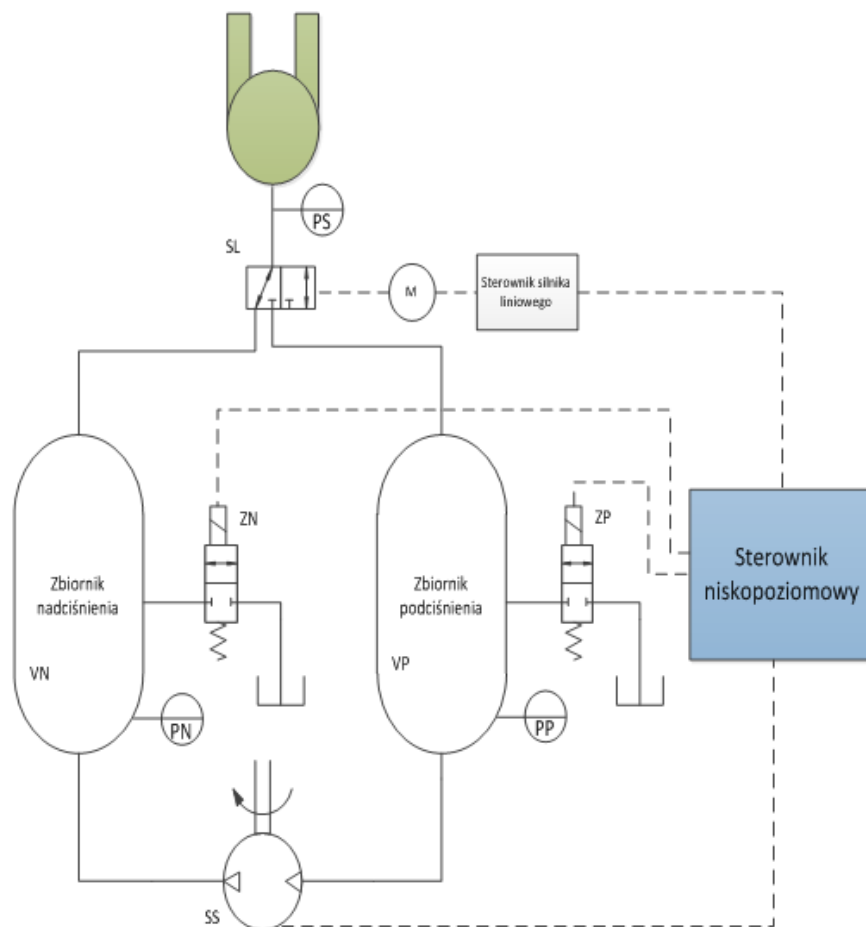 PS
SL
M
Sterownik silnika
liniowego
ZN
ZP
Zbiornik
nadciśnienia
Zbiornik
podciśnienia
Sterownik
niskopoziomowy
VN
VP
PN
PP
SS